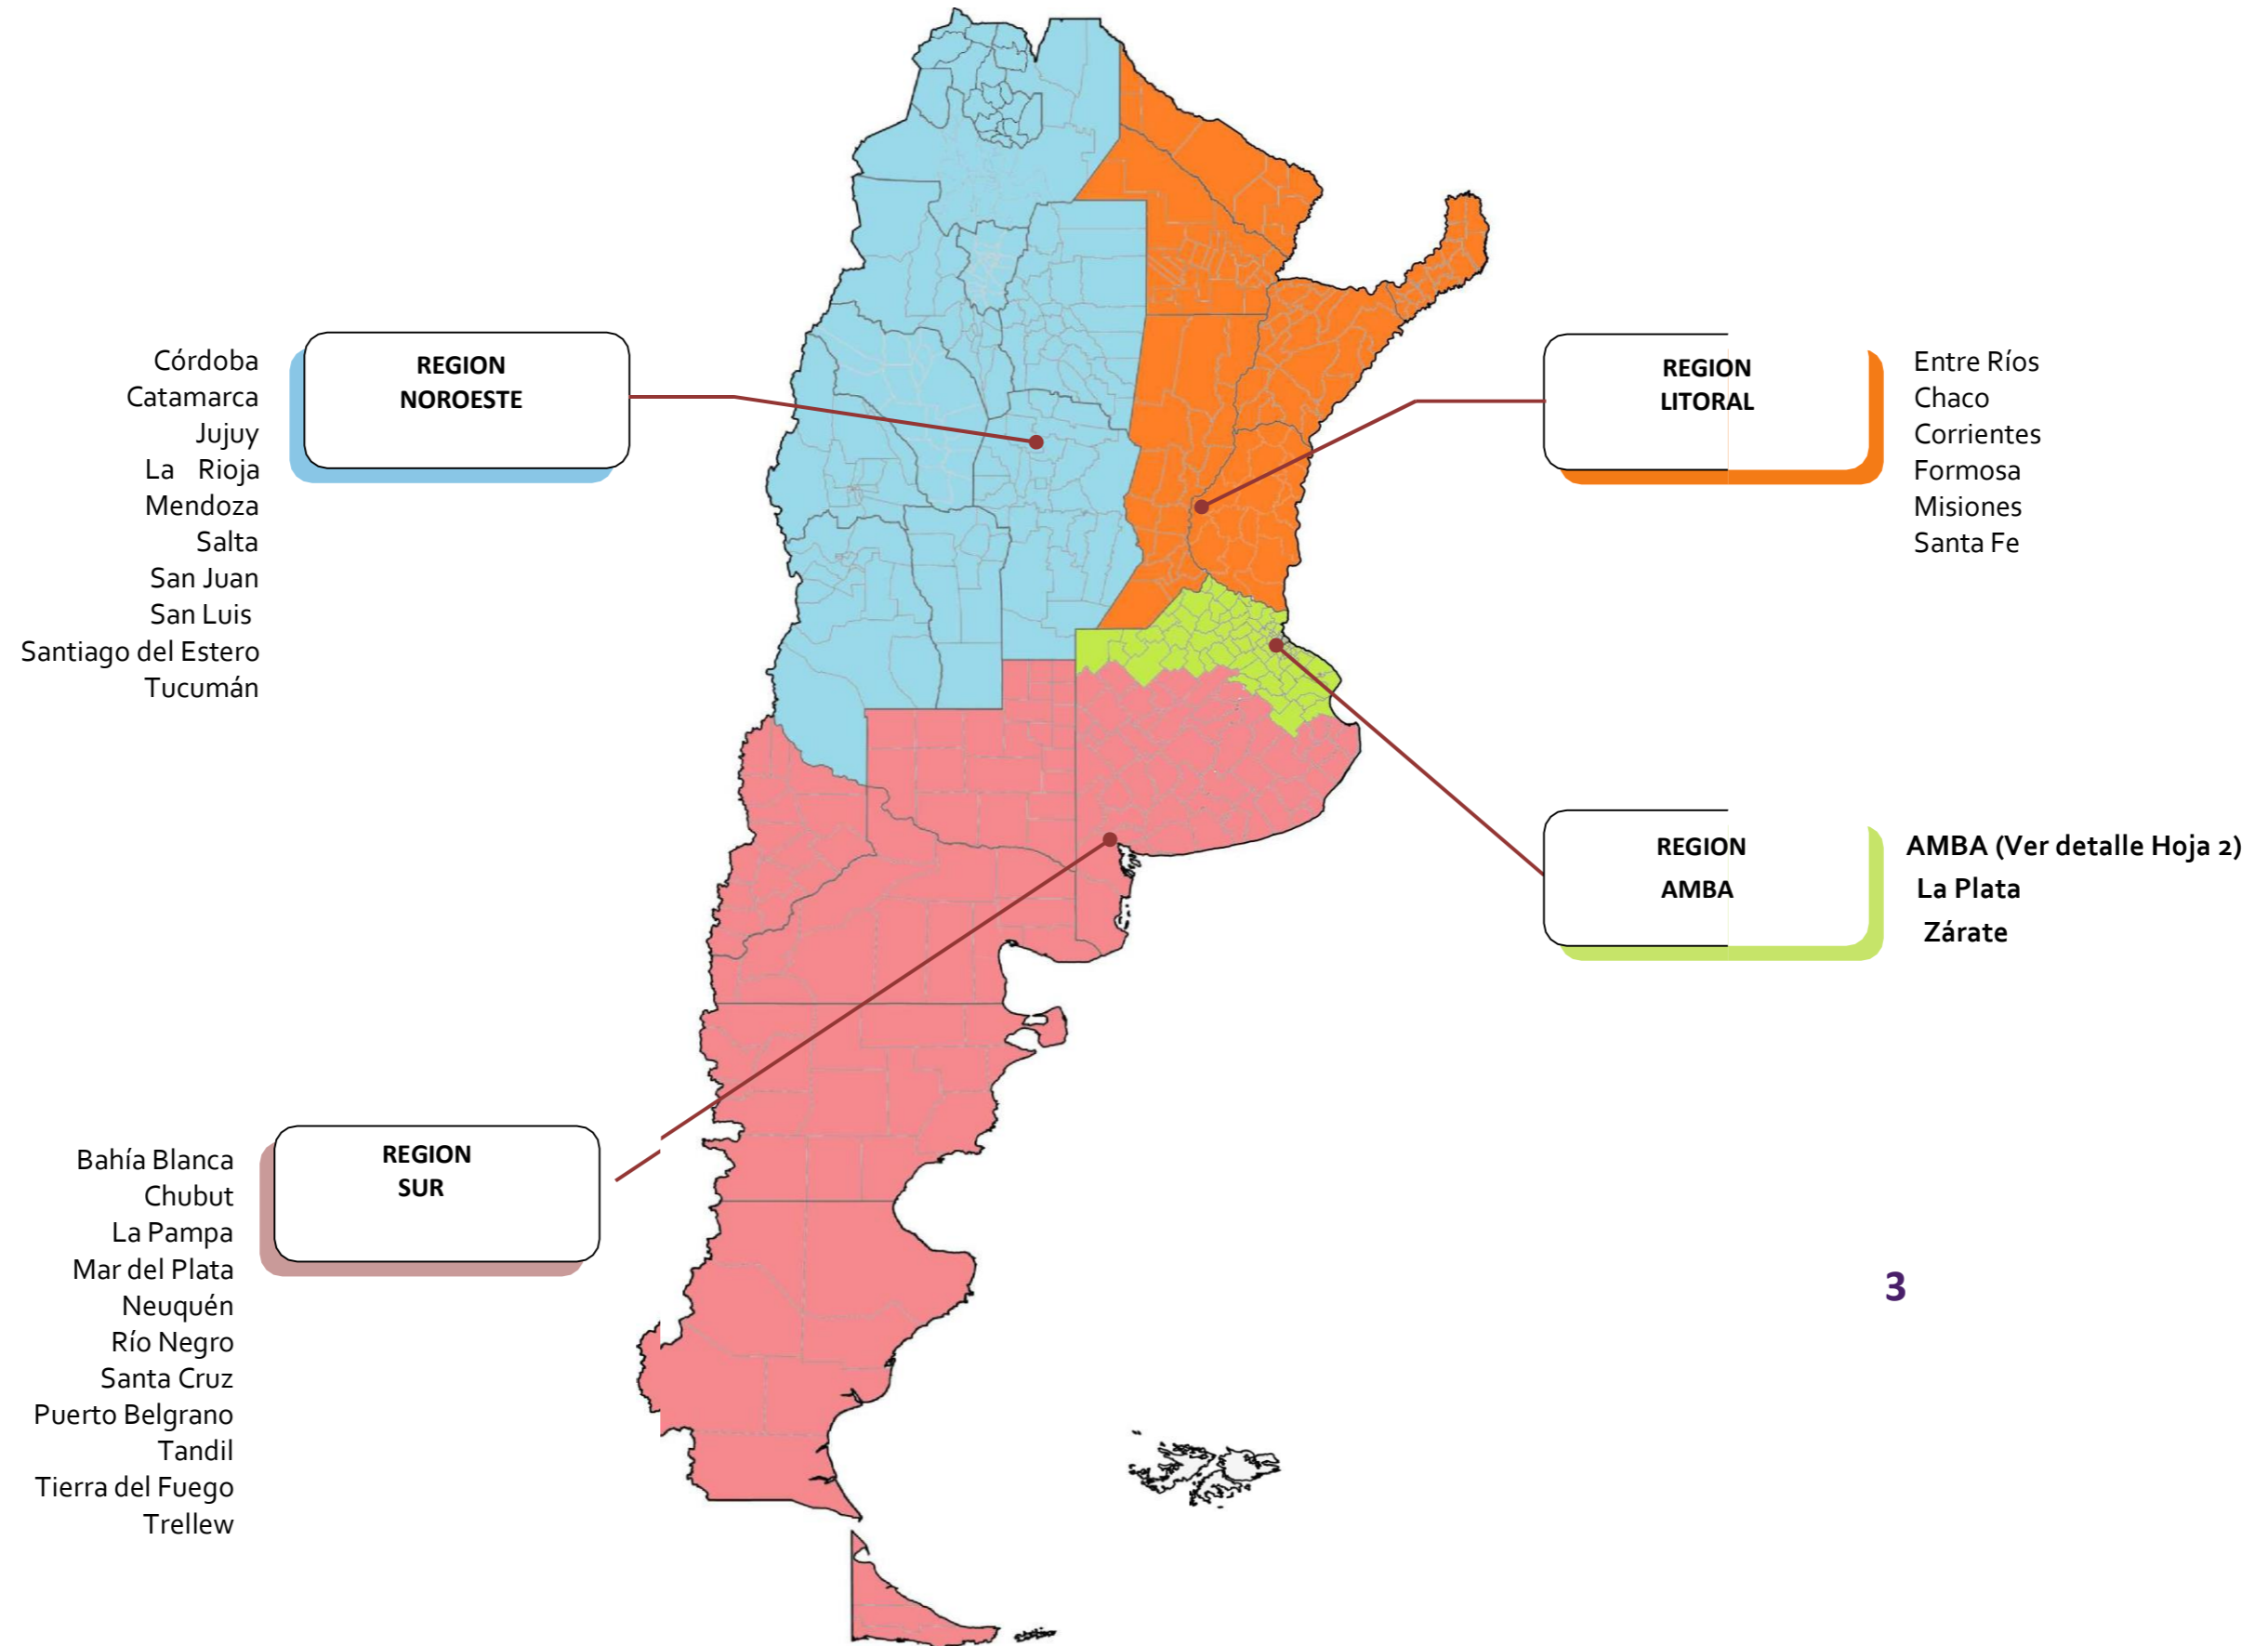 Córdoba
Catamarca
Jujuy
La Rioja
Mendoza
Salta
San Juan
San Luis
Santiago del Estero
Tucumán
REGION
NOROESTE
REGION
LITORAL
Entre Ríos
Chaco
Corrientes
Formosa
Misiones
Santa Fe
REGION
AMBA
AMBA (Ver detalle Hoja 2)
La Plata
Zárate
Bahía Blanca
Chubut
La Pampa
Mar del Plata
Neuquén
Río Negro
Santa Cruz
Puerto Belgrano
Tandil
Tierra del Fuego
Trellew
REGION
SUR
3